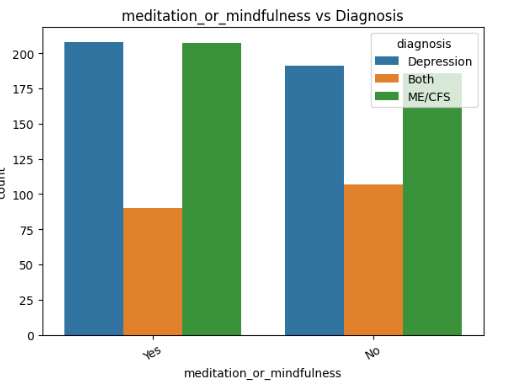 meditation_or_mindfulness vs Diagnosis
diagnosis
Depression
Both
ME/CFS
200
175
150
125
100
75
50
25
0
count
Yes
No
meditation_or_mindfulness